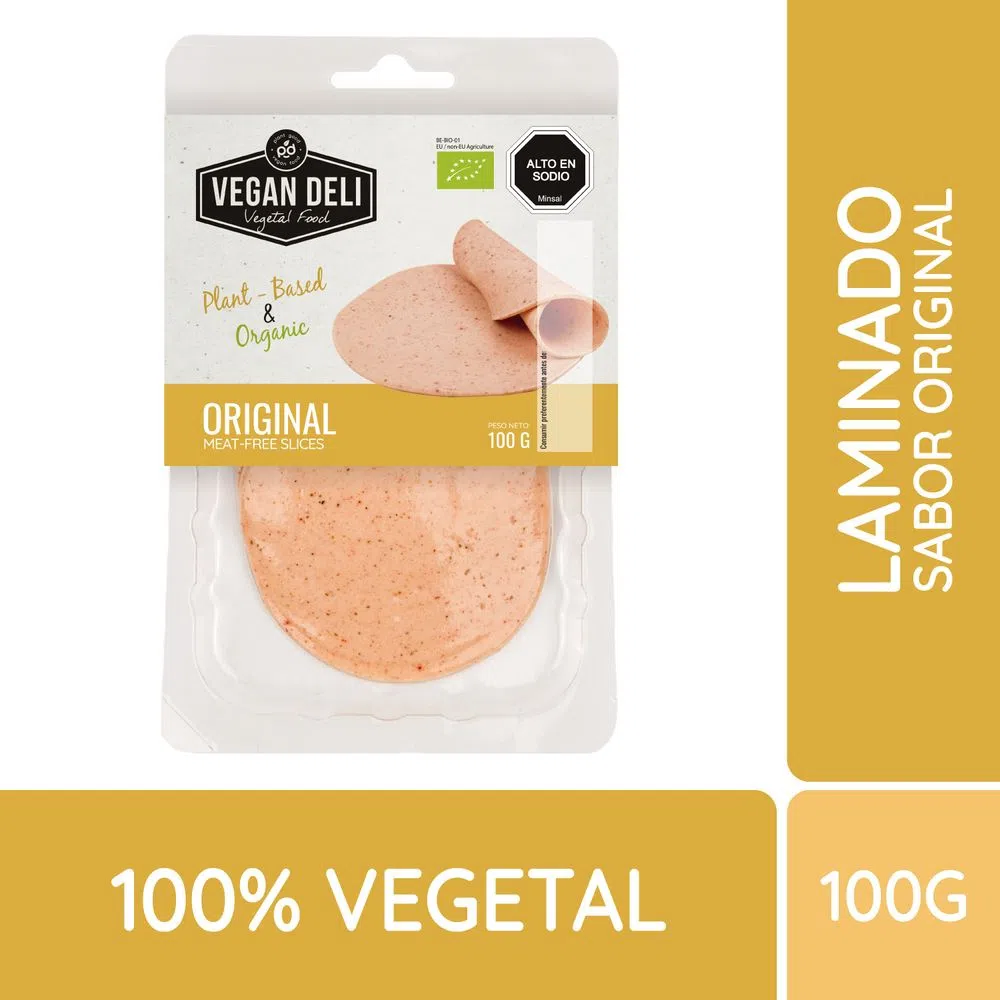 plant good
vegan food
VEGAN DELI
Vegetal Food
BE-BIO-01
EU / non-EU Agriculture
ALTO EN
SODIO
Minsal
Plant - Based
&
Organic
ORIGINAL
MEAT-FREE SLICES
PESO NETO:
100 G
Consumir preferentemente antes de:
LAMINADO
SABOR ORIGINAL
100% VEGETAL
100G